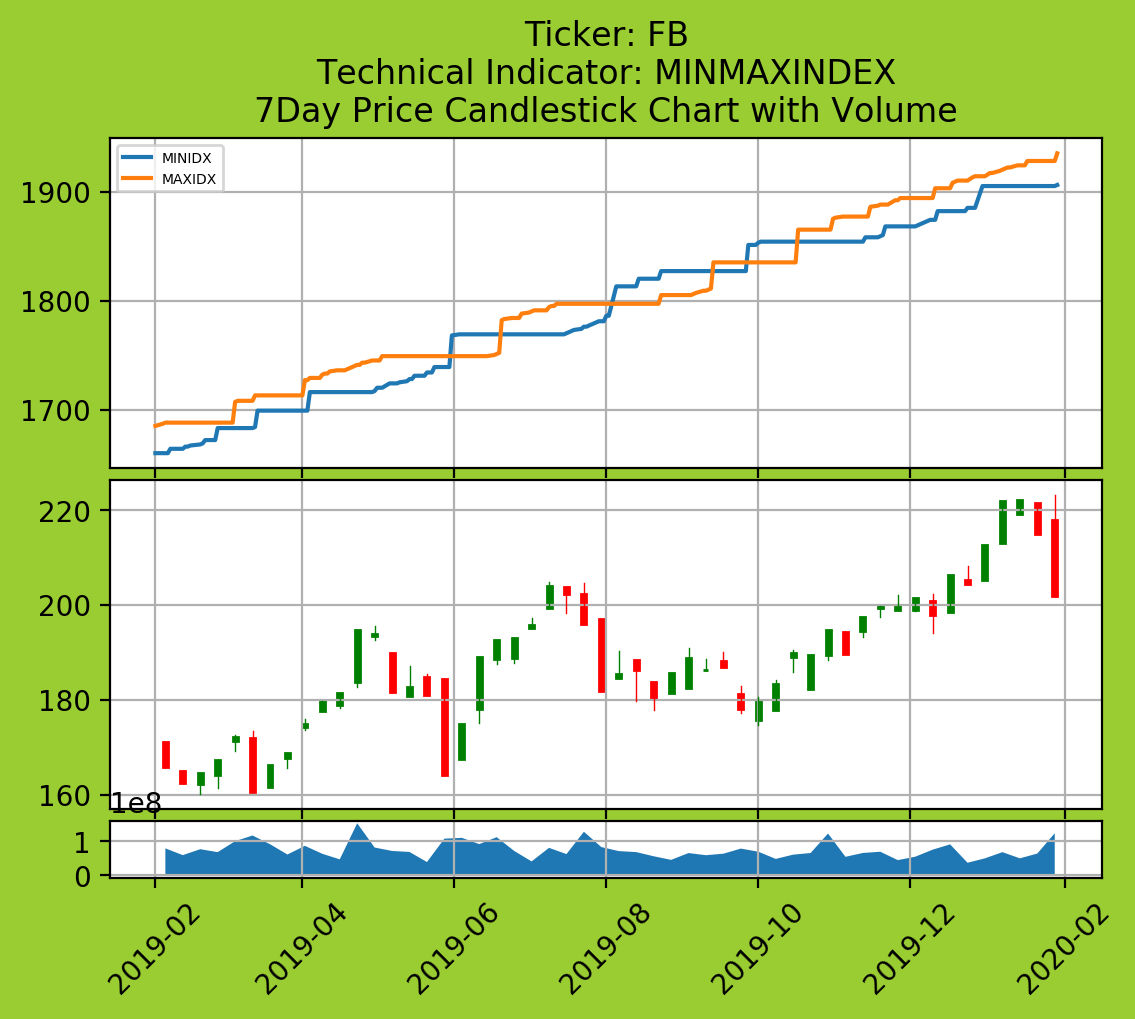 Ticker: FB
Technical Indicator: MINMAXINDEX
7Day Price Candlestick Chart with Volume
MINIDX
MAXIDX
1900
1800
1700
220
200
180
160
1e8
1
0
2019-02
2019-04
2019-06
2019-08
2019-10
2019-12
2020-02